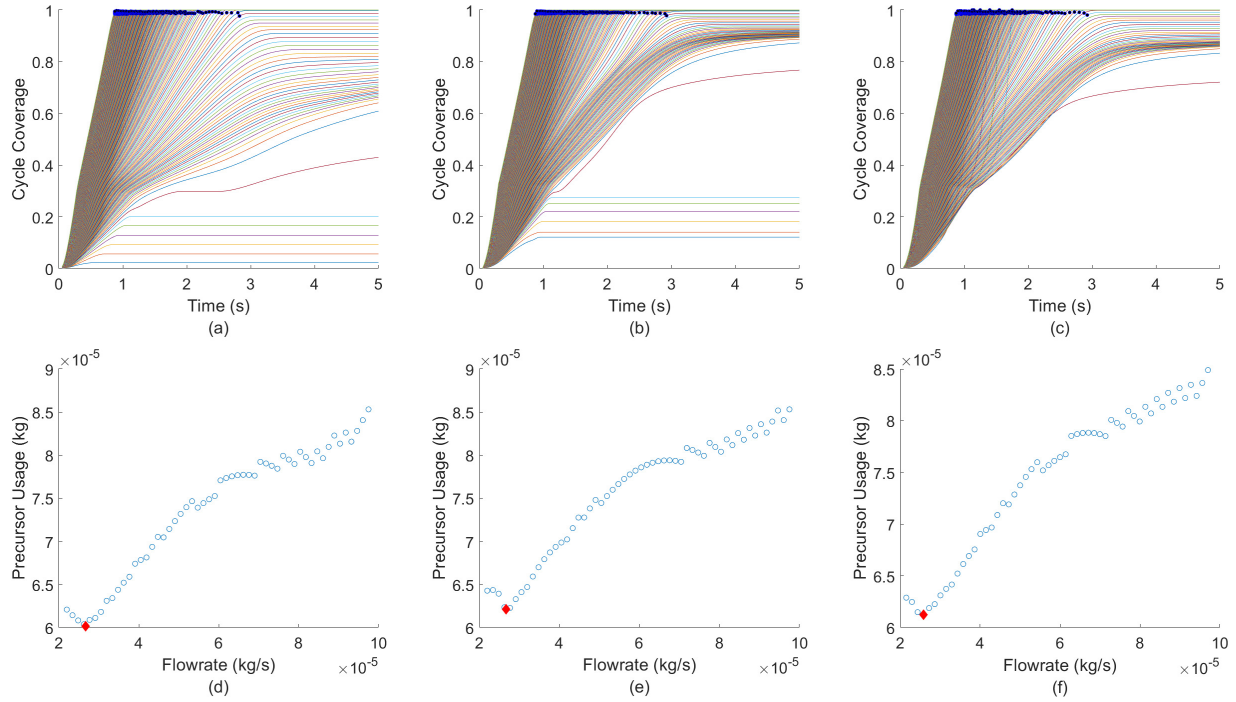 1
0.8
0.6
0.4
0.2
0
Cycle Coverage
0 1 2 3 4 5
Time (s)
(a)
1
0.8
0.6
0.4
0.2
0
Cycle Coverage
0 1 2 3 4 5
Time (s)
(b)
1
0.8
0.6
0.4
0.2
0
Cycle Coverage
0 1 2 3 4 5
Time (s)
(c)
×10-5
9
8.5
8
7.5
7
6.5
6
Precursor Usage (kg)
2 4 6 8 10
Flowrate (kg/s) ×10-5
(d)
×10-5
9
8.5
8
7.5
7
6.5
6
Precursor Usage (kg)
2 4 6 8 10
Flowrate (kg/s) ×10-5
(e)
×10-5
8.5
8
7.5
7
6.5
6
Precursor Usage (kg)
2 4 6 8 10
Flowrate (kg/s) ×10-5
(f)